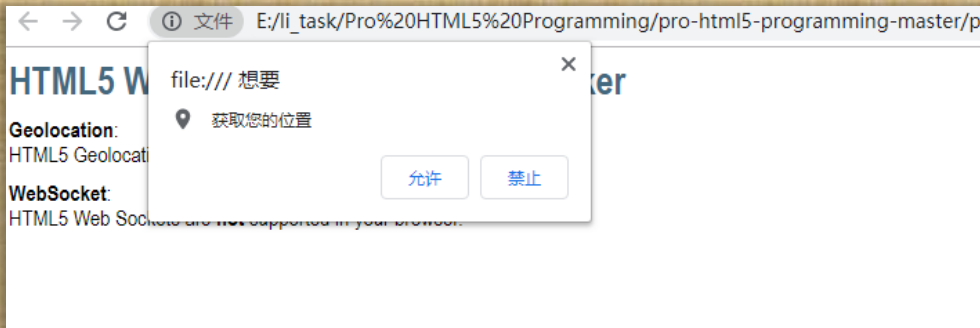 文件 E:/li_task/Pro%20HTML5%20Programming/pro-html5-programming-master/p
HTML5 W ker
file:/// 想要
获取您的位置
允许 禁止
Geolocation:
HTML5 Geolocati
WebSocket:
HTML5 Web Sockets are not supported in your browser.